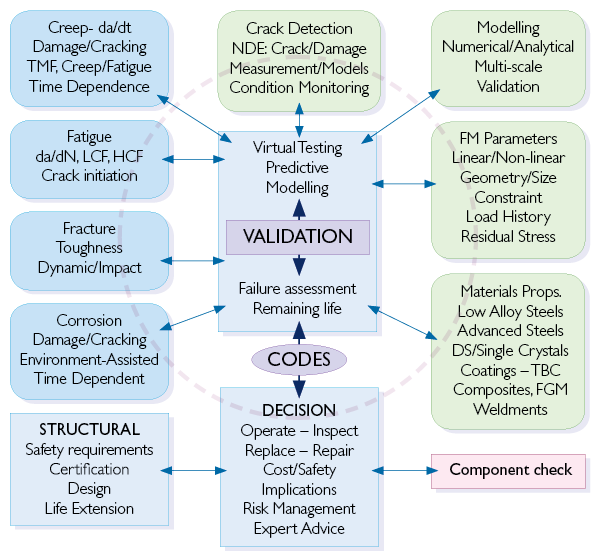 Creep- da/dt
Damage/Cracking
TMF, Creep/Fatigue
Time Dependence
Crack Detection
NDE: Crack/Damage
Measurement/Models
Condition Monitoring
Modelling
Numerical/Analytical
Multi-scale
Validation
Fatigue
da/dN, LCF, HCF
Crack initiation
Virtual Testing
Predictive
Modelling
FM Parameters
Linear/Non-linear
Geometry/Size
Constraint
Load History
Residual Stress
Fracture
Toughness
Dynamic/Impact
VALIDATION
Failure assessment
Remaining life
Corrosion
Damage/Cracking
Environment-Assisted
Time Dependent
Materials Props.
Low Alloy Steels
Advanced Steels
DS/Single Crystals
Coatings – TBC
Composites, FGM
Weldments
CODES
STRUCTURAL
Safety requirements
Certification
Design
Life Extension
DECISION
Operate – Inspect
Replace – Repair
Cost/Safety
Implications
Risk Management
Expert Advice
Component check